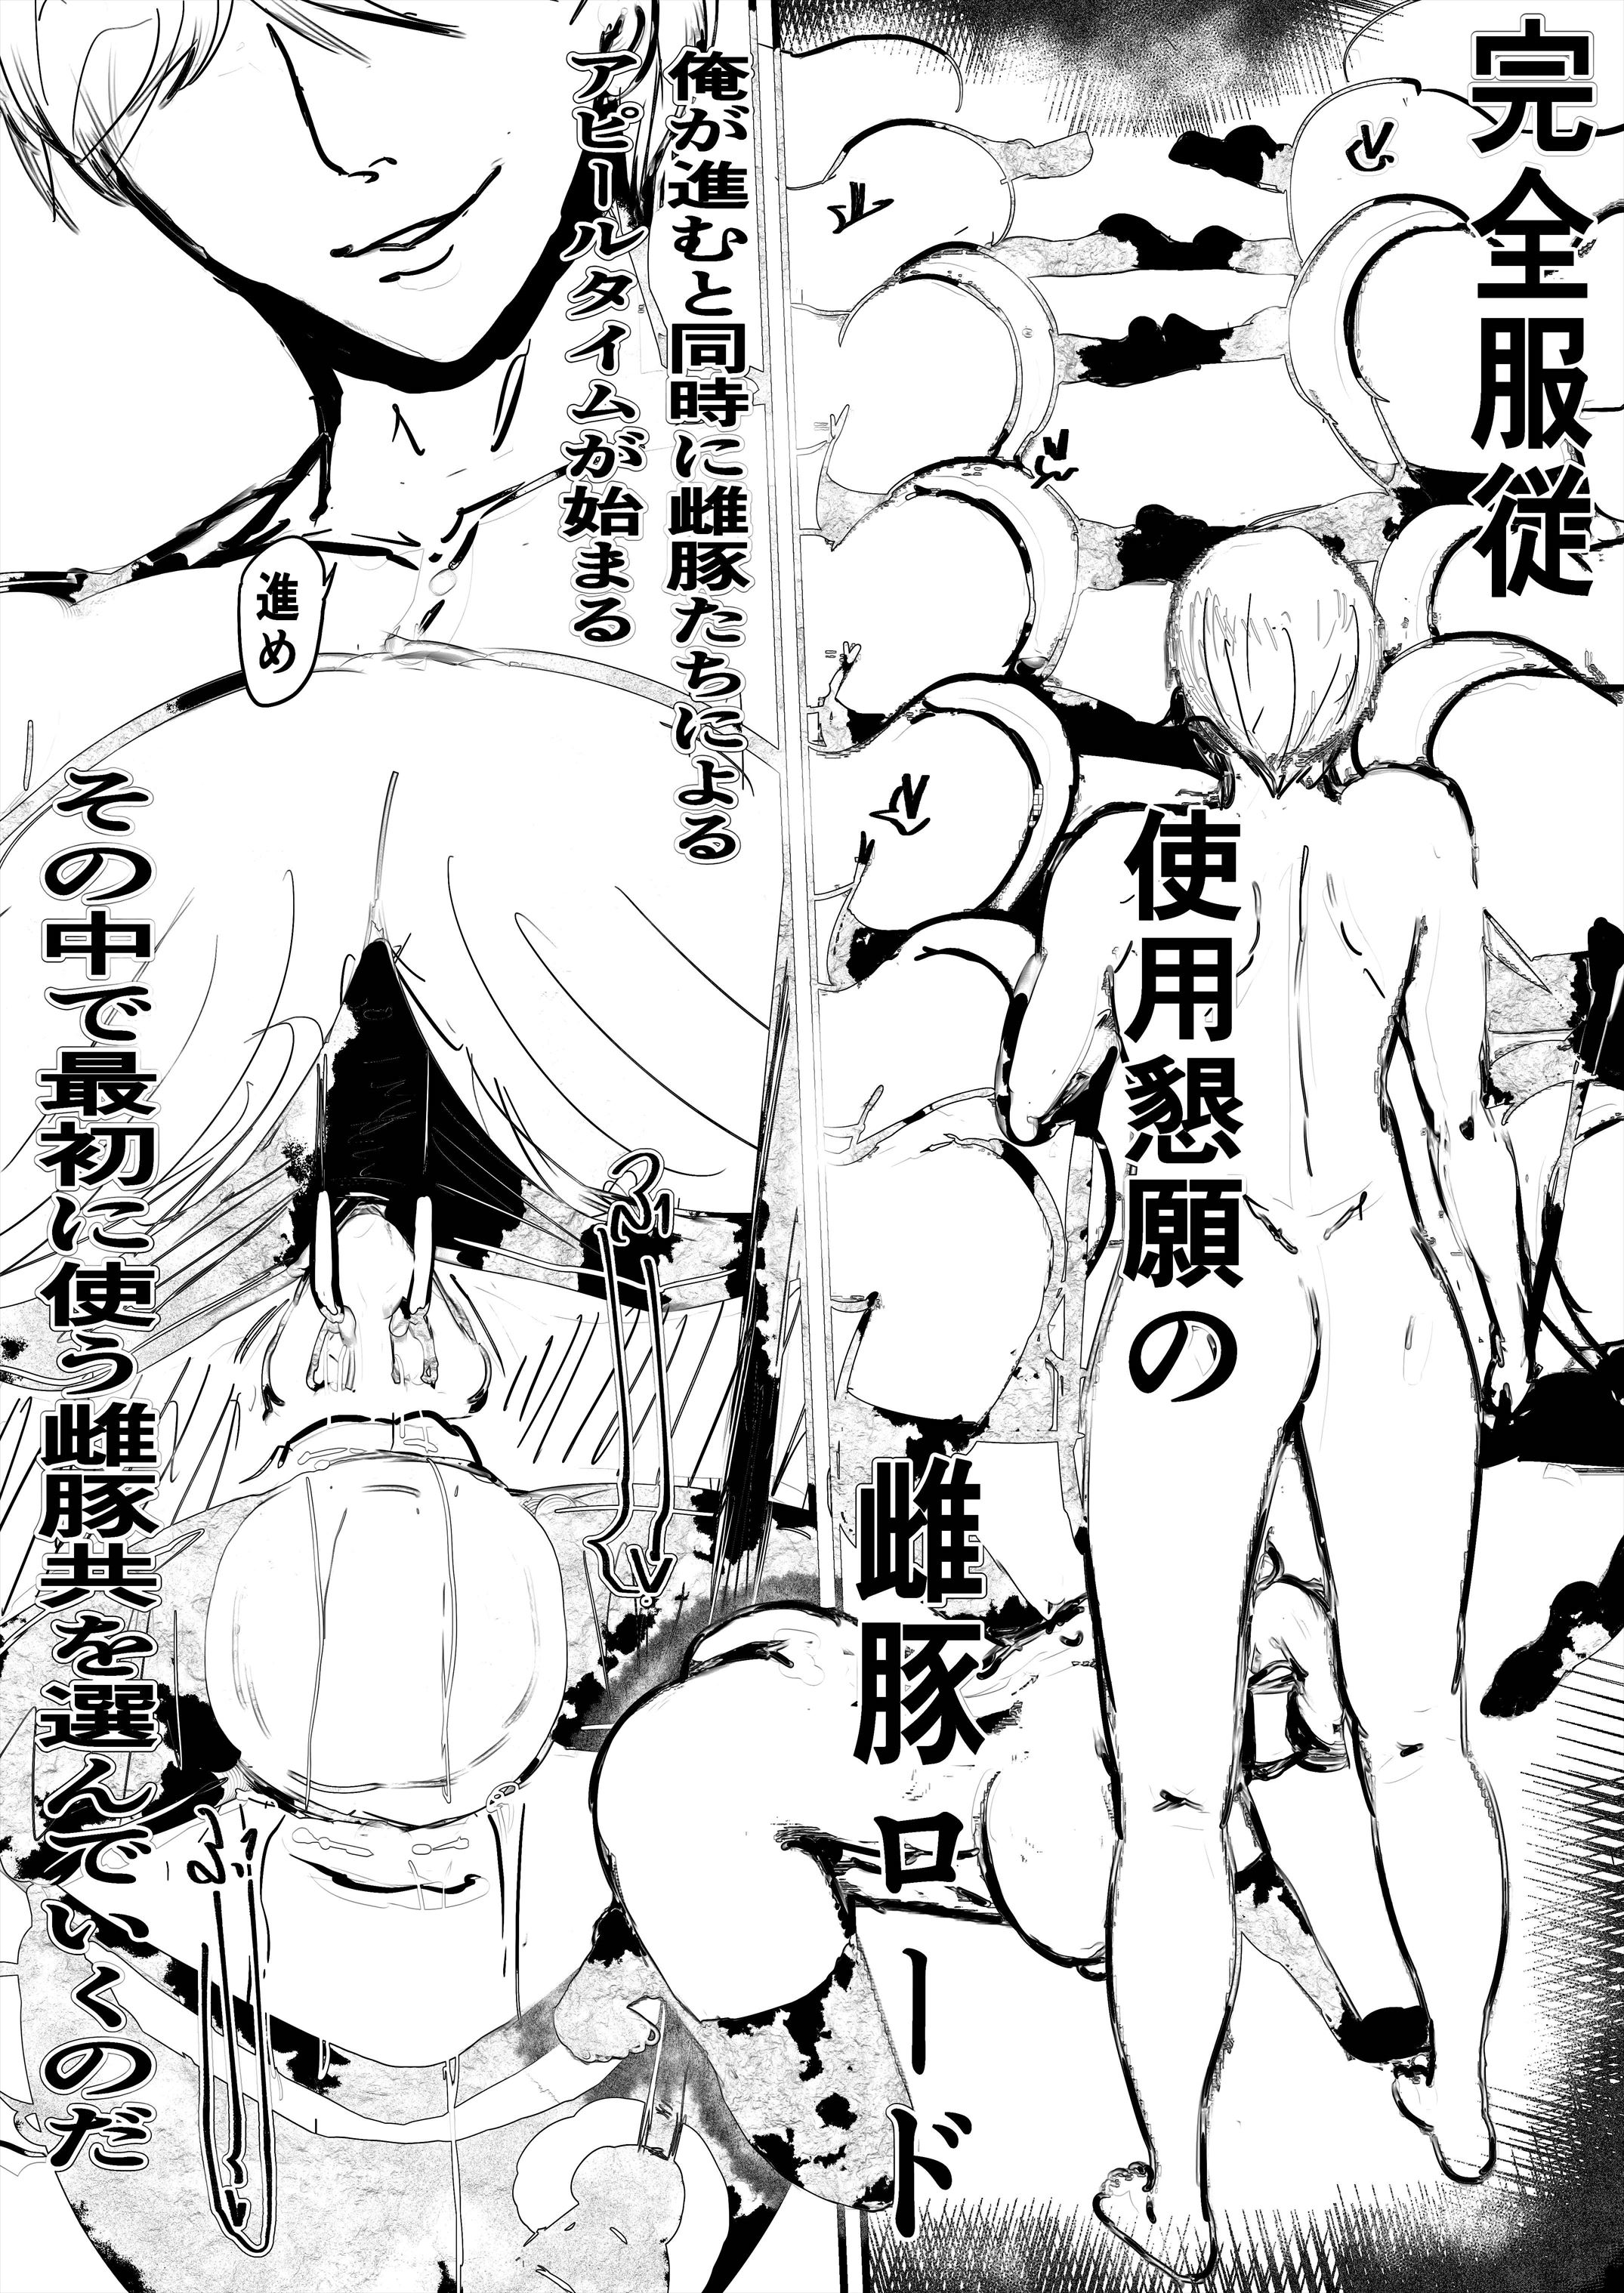 完全服従
使用懇願の
雌豚ロード
俺が進むと同時に雌豚たちによる
アピールタイムが始まる
進め
その中で最初に使う雌豚共を選んでいくのだ